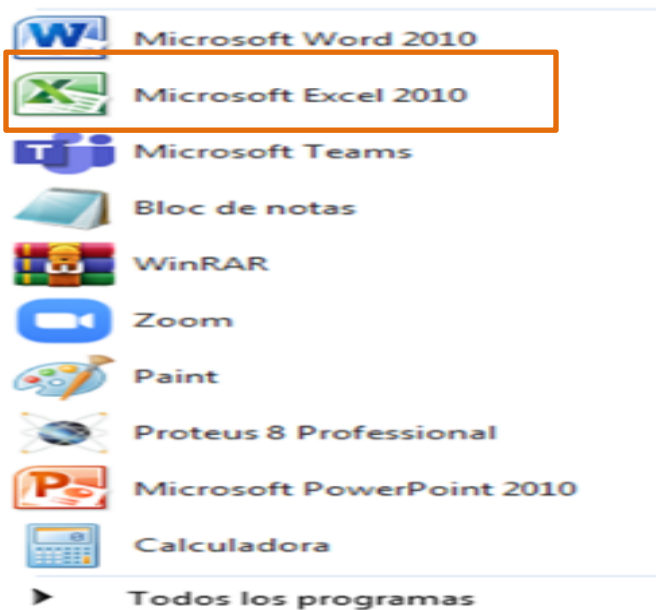 Microsoft Word 2010
Microsoft Excel 2010
Microsoft Teams
Bloc de notas
WinRAR
Zoom
Paint
Proteus 8 Professional
Microsoft PowerPoint 2010
Calculadora
Todos los programas